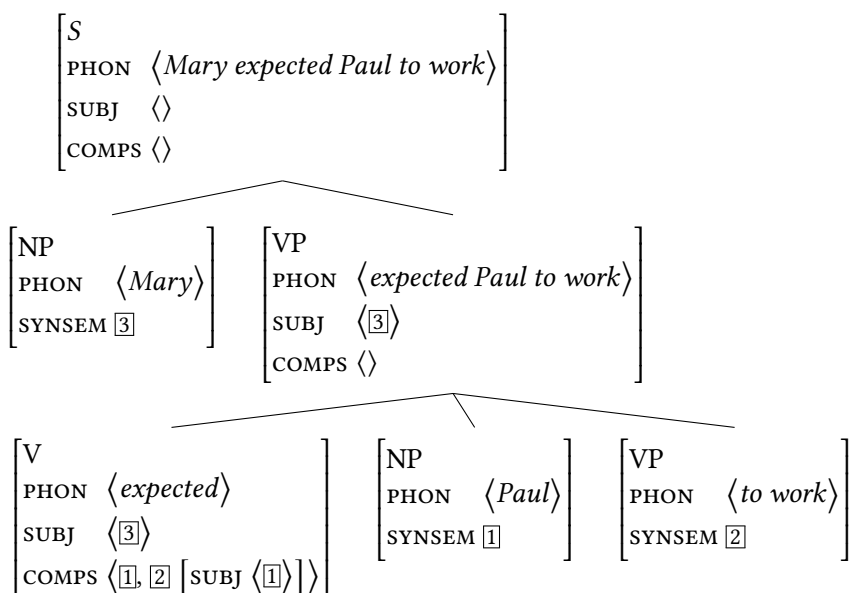 S
PHON ⟨Mary expected Paul to work⟩
SUBJ ⟨⟩
COMPS ⟨⟩
NP
PHON ⟨Mary⟩
SYNSEM 3
VP
PHON ⟨expected Paul to work⟩
SUBJ ⟨3⟩
COMPS ⟨⟩
V
PHON ⟨expected⟩
SUBJ ⟨3⟩
COMPS ⟨1, 2 [SUBJ ⟨1⟩]⟩
NP
PHON ⟨Paul⟩
SYNSEM 1
VP
PHON ⟨to work⟩
SYNSEM 2